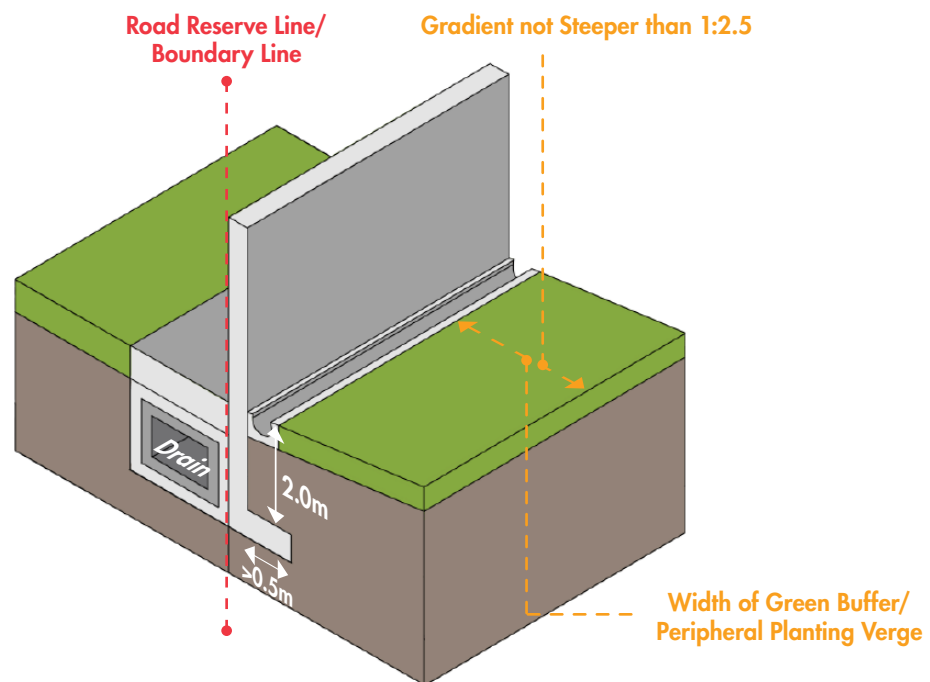 Road Reserve Line/
Boundary Line
Gradient not Steeper than 1:2.5
Drain
2.0m
>0.5m
Width of Green Buffer/
Peripheral Planting Verge